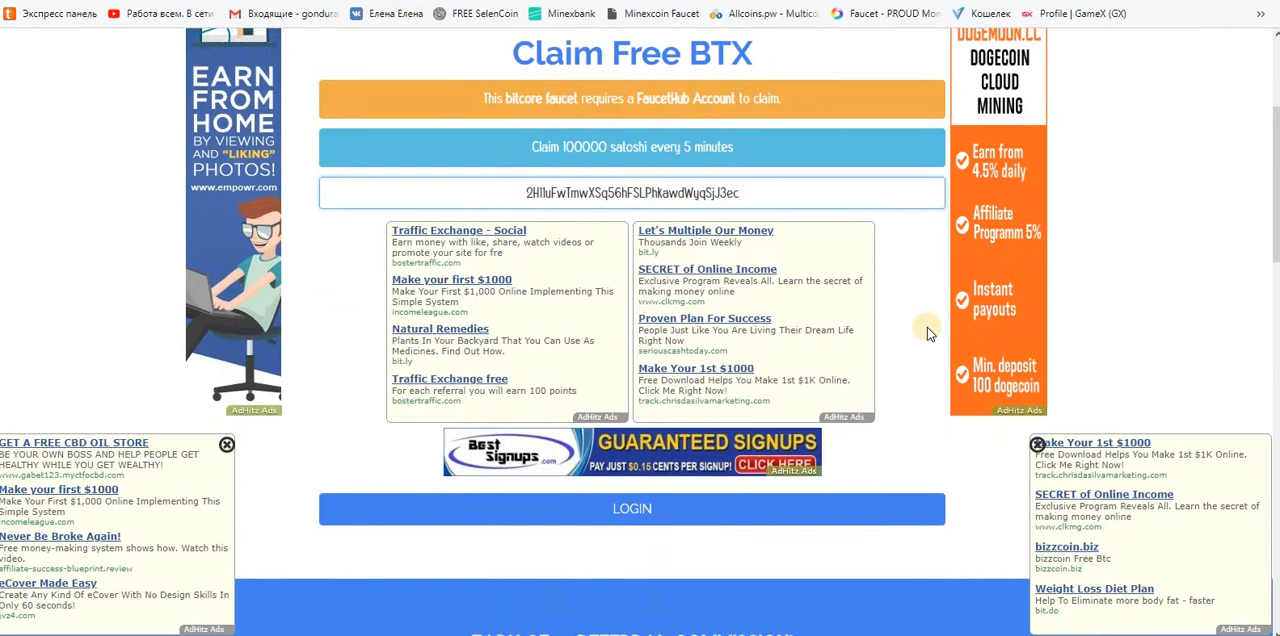 Экспресс панель
Работа всем. В сети
Входящие - gondura
Елена Елена
FREE SelenCoin
Minexbank
Minexcoin Faucet
Allcoins.pw - Multico
Faucet - PROUD Mon
Кошелек
Profile | GameX (GX)
»
EARN
FROM
HOME
BY VIEWING
AND “LIKING”
PHOTOS!
www.empowr.com
AdHitz Ads
Claim Free BTX
This bitcore faucet requires a FaucetHub Account to claim.
Claim 100000 satoshi every 5 minutes
2H11uFwTmwXSq56hFSLPhkawdWyqSjJ3ec
Traffic Exchange - Social
Earn money with like, share, watch videos or
promote your site for fre
bostertraffic.com
Make your first $1000
Make Your First $1,000 Online Implementing This
Simple System
incomeleague.com
Natural Remedies
Plants In Your Backyard That You Can Use As
Medicines. Find Out How.
bit.ly
Traffic Exchange free
For each referral you will earn 100 points
bostertraffic.com
AdHitz Ads
Let's Multiple Our Money
Thousands Join Weekly
bit.ly
SECRET of Online Income
Exclusive Program Reveals All. Learn the secret of
making money online
www.clkmg.com
Proven Plan For Success
People Just Like You Are Living Their Dream Life
Right Now
seriouscashtoday.com
Make Your 1st $1000
Free Download Helps You Make 1st $1K Online.
Click Me Right Now!
track.chrisdasilvamarketing.com
AdHitz Ads
Best
Signups.com
GUARANTEED SIGNUPS
PAY JUST $0.15 CENTS PER SIGNUP!
CLICK HERE
AdHitz Ads
LOGIN
DOGEMOON.CC
DOGECOIN
CLOUD
MINING
Earn from
4.5% daily
Affiliate
Programm 5%
Instant
payouts
Min. deposit
100 dogecoin
AdHitz Ads
GET A FREE CBD OIL STORE
BE YOUR OWN BOSS AND HELP PEOPLE GET
HEALTHY WHILE YOU GET WEALTHY!
www.gabet123.myctfocbd.com
Make your first $1000
Make Your First $1,000 Online Implementing This
Simple System
incomeleague.com
Never Be Broke Again!
Free money-making system shows how. Watch this
video.
affiliate-success-blueprint.review
eCover Made Easy
Create Any Kind Of eCover With No Design Skills In
Only 60 seconds!
jvz4.com
AdHitz Ads
Make Your 1st $1000
Free Download Helps You Make 1st $1K Online.
Click Me Right Now!
track.chrisdasilvamarketing.com
SECRET of Online Income
Exclusive Program Reveals All. Learn the secret of
making money online
www.clkmg.com
bizzcoin.biz
bizzcoin Free Btc
bizzcoin.biz
Weight Loss Diet Plan
Help To Eliminate more body fat - faster
bit.do
AdHitz Ads